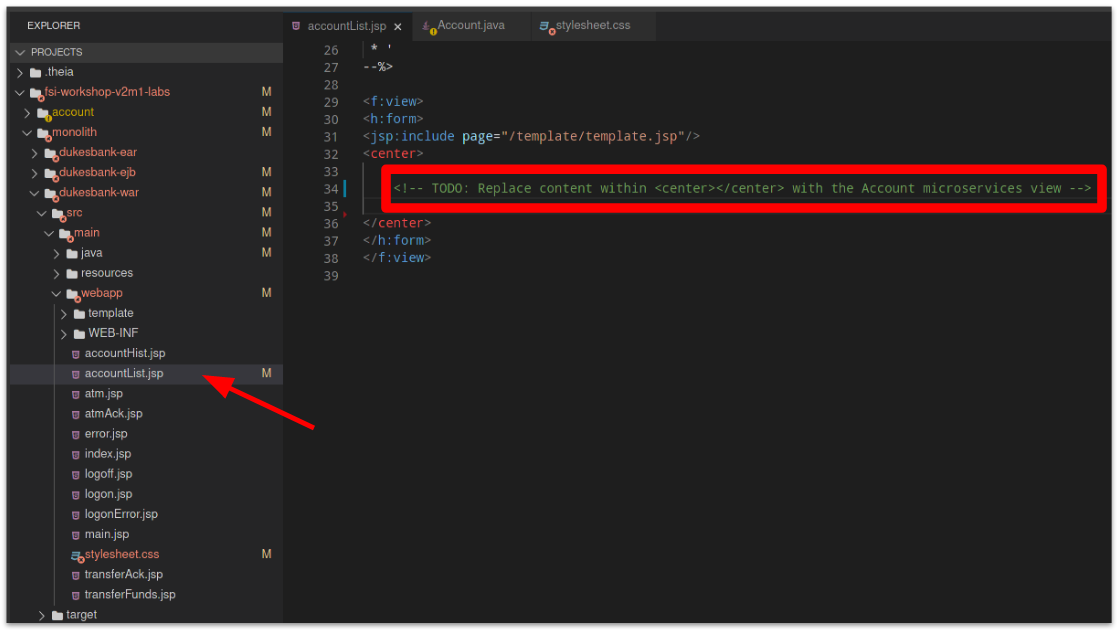 EXPLORER
PROJECTS
.theia
fsi-workshop-v2m1-labs M
account M
monolith M
dukesbank-ear
dukesbank-ejb M
dukesbank-war M
src M
main M
java M
resources
webapp M
template
WEB-INF
accountHist.jsp
accountList.jsp M
atm.jsp
atmAck.jsp
error.jsp
index.jsp
logoff.jsp
logon.jsp
logonError.jsp
main.jsp
stylesheet.css M
transferAck.jsp
transferFunds.jsp
target
accountList.jsp × Account.java stylesheet.css
26 * '
27 --%>
28
29 <f:view>
30 <h:form>
31 <jsp:include page="/template/template.jsp"/>
32 <center>
33
34 <!-- TODO: Replace content within <center></center> with the Account microservices view -->
35
36 </center>
37 </h:form>
38 </f:view>
39